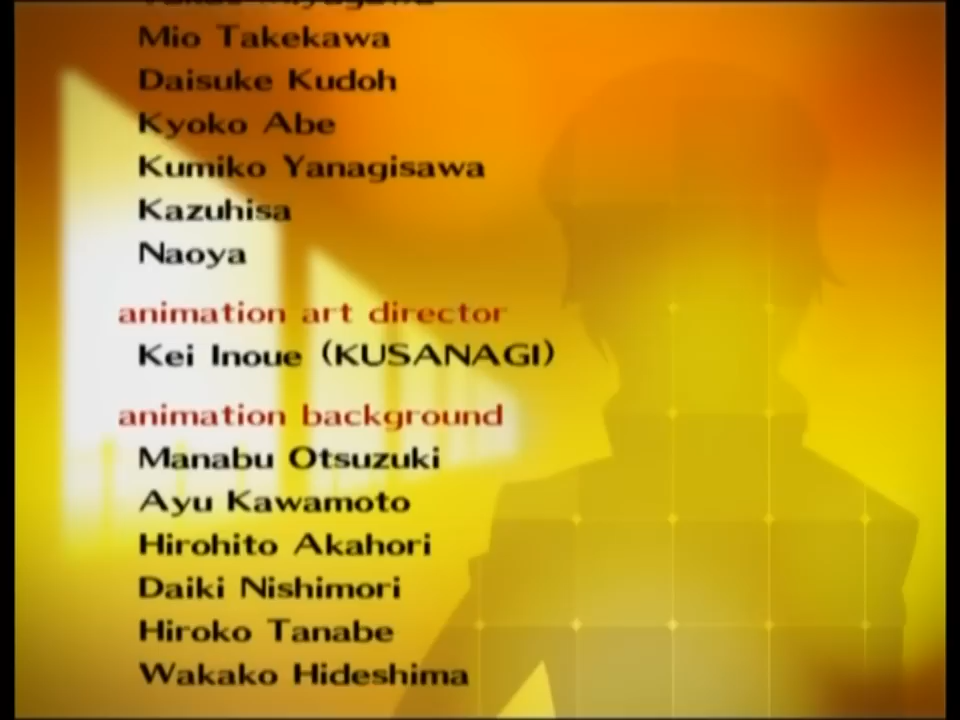 Mio Takekawa
Daisuke Kudoh
Kyoko Abe
Kumiko Yanagisawa
Kazuhisa
Naoya
animation art director
Kei Inoue (KUSANAGI)
animation background
Manabu Otsuzuki
Ayu Kawamoto
Hirohito Akahori
Daiki Nishimori
Hiroko Tanabe
Wakako Hideshima